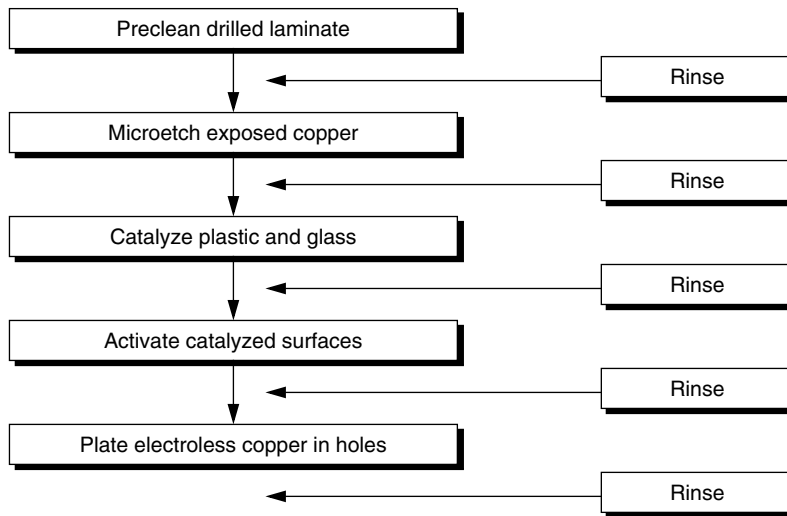 Preclean drilled laminate
Rinse
Microetch exposed copper
Rinse
Catalyze plastic and glass
Rinse
Activate catalyzed surfaces
Rinse
Plate electroless copper in holes
Rinse